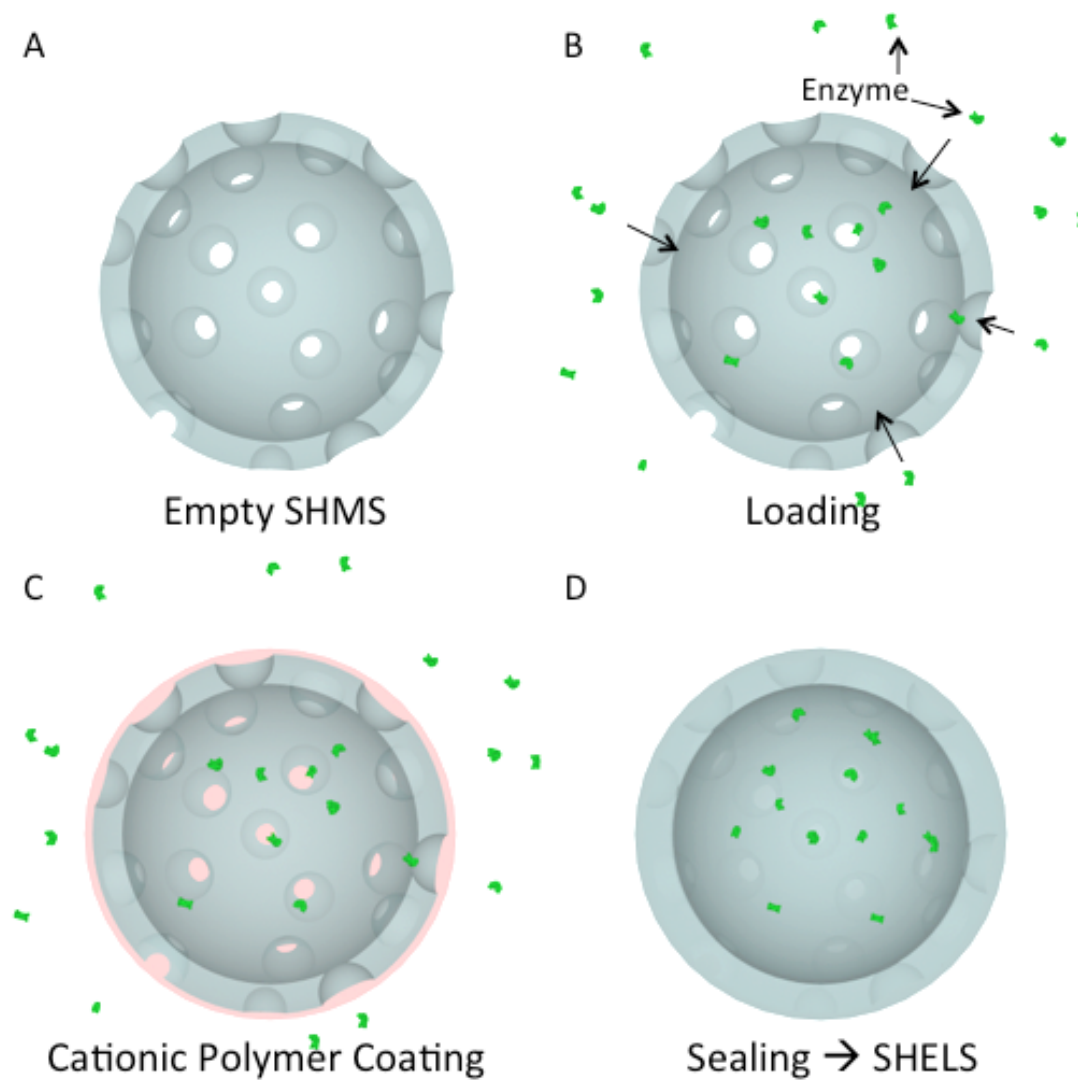 A
B
Enzyme
Empty SHMS
Loading
C
D
Cationic Polymer Coating
Sealing → SHELS